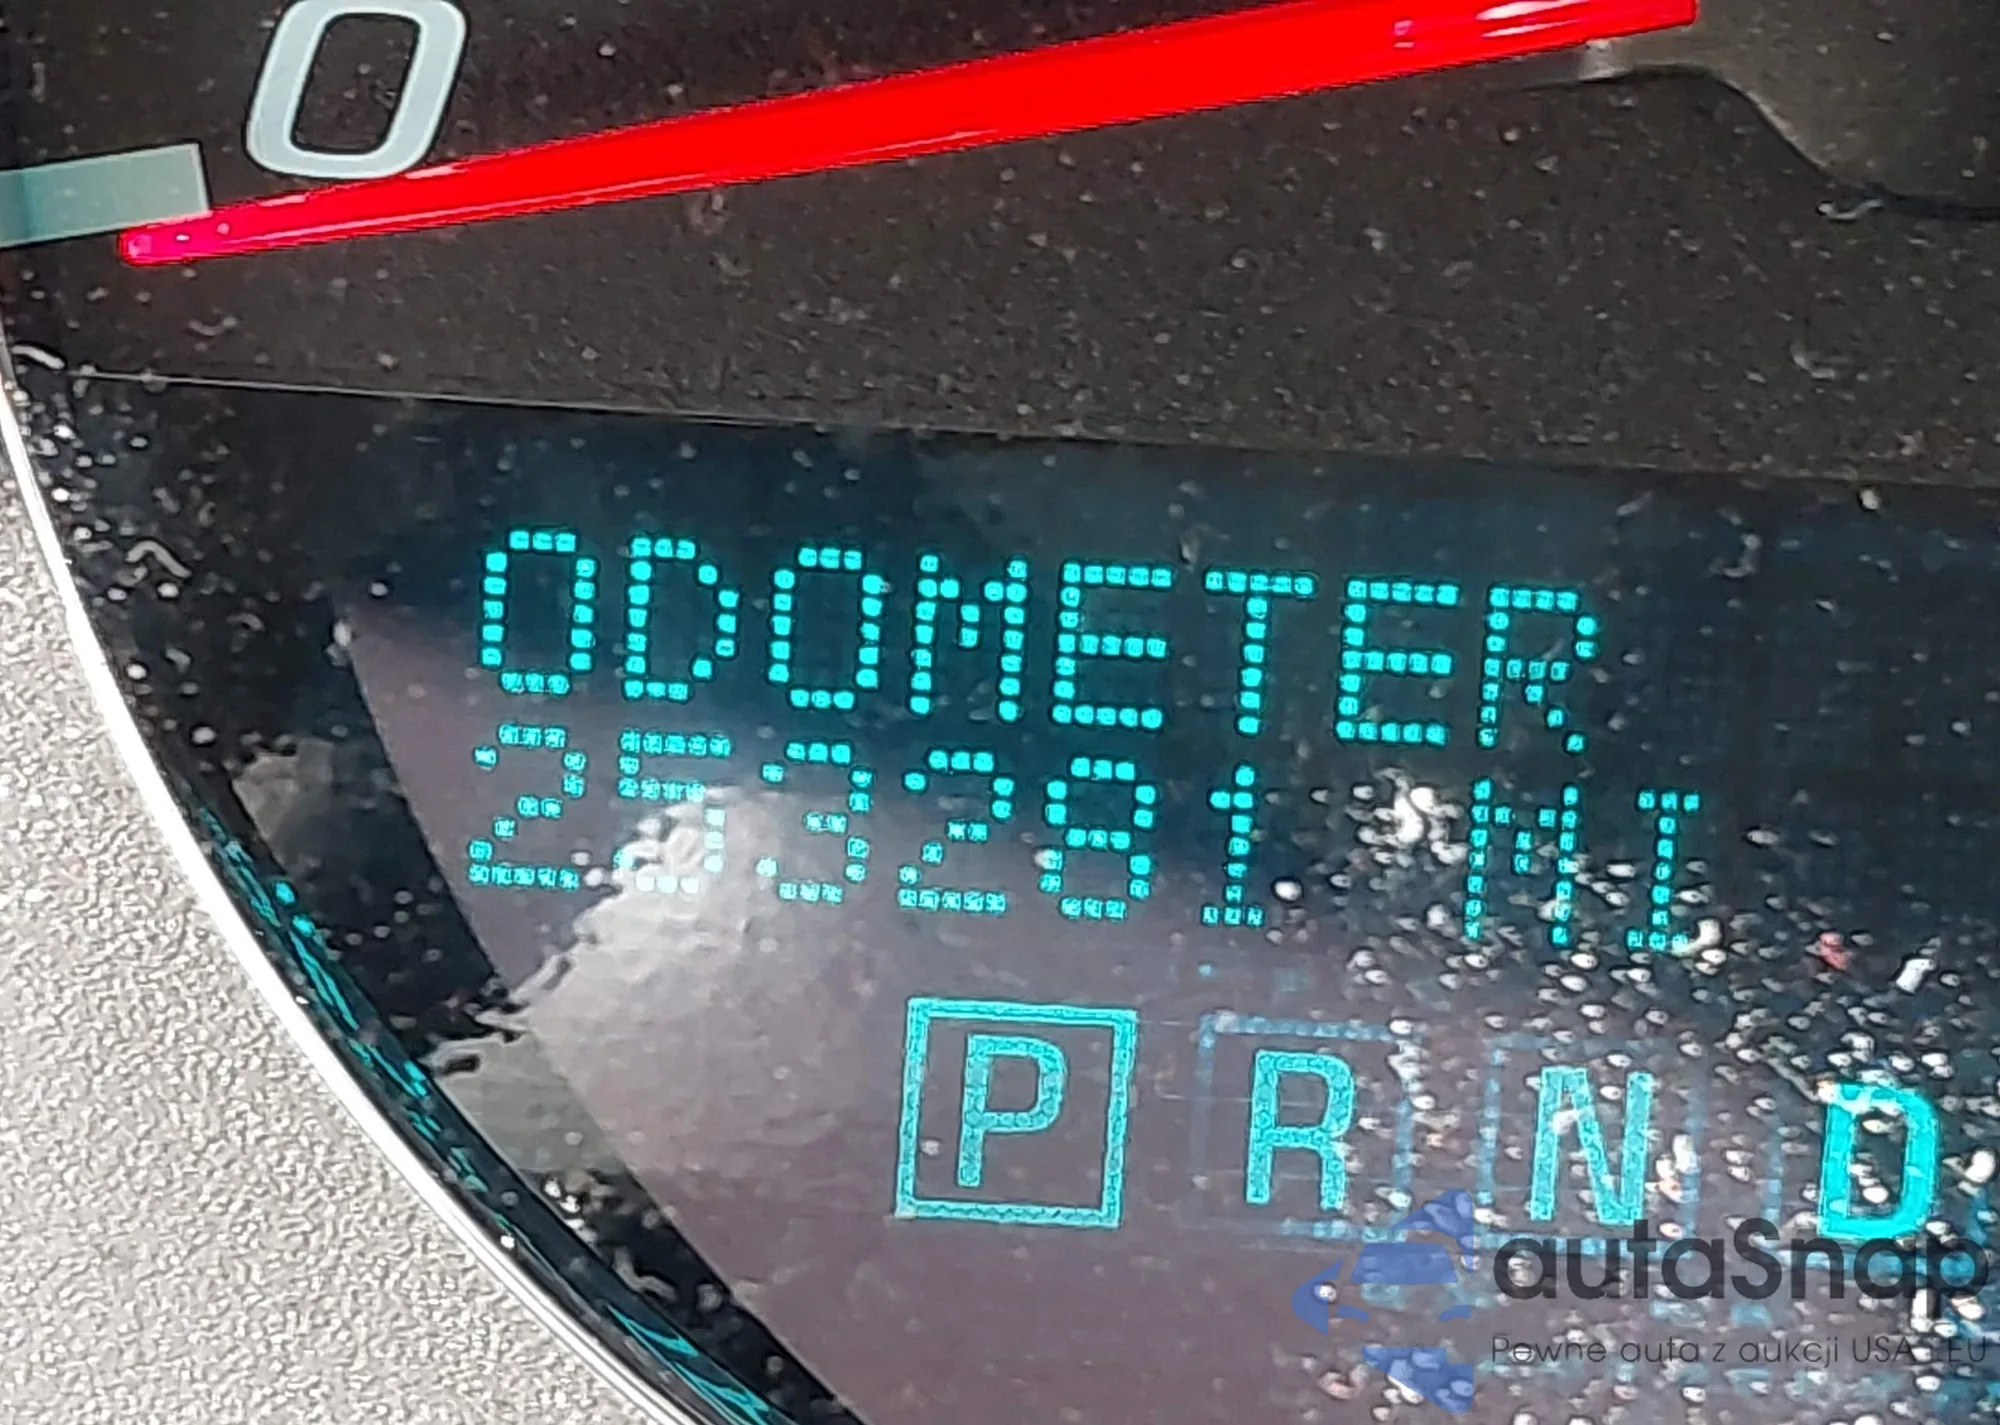 0
ODOMETER
253281 MI
P R N D
autaSnap
Pewne auta z aukcji USA i EU